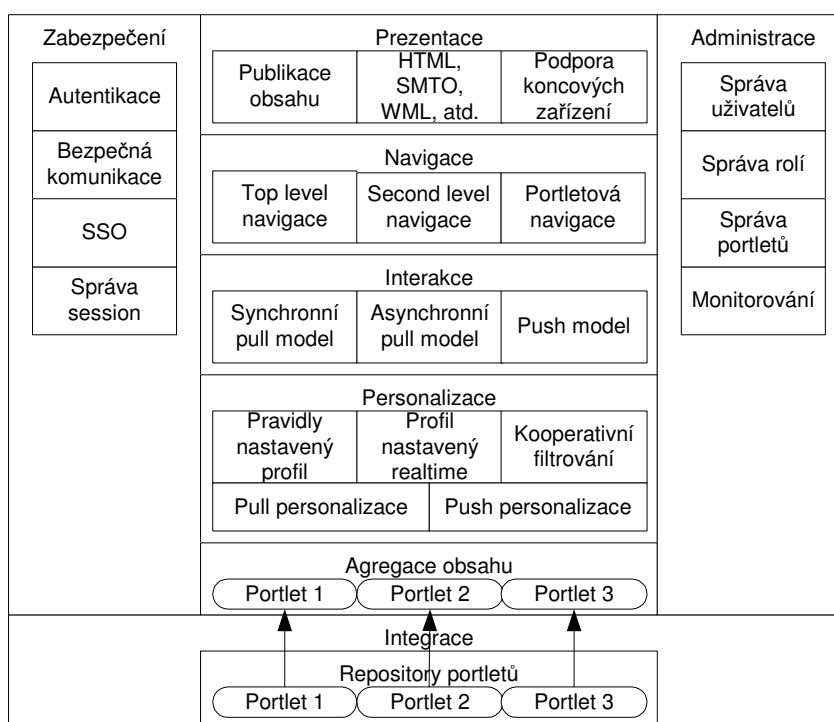 Zabezpečení
Autentikace
Bezpečná
komunikace
SSO
Správa
session
Prezentace
Publikace
obsahu
HTML,
SMTO,
WML, atd.
Podpora
koncových
zařízení
Navigace
Top level
navigace
Second level
navigace
Portletová
navigace
Interakce
Synchronní
pull model
Asynchronní
pull model
Push model
Personalizace
Pravidly
nastavený
profil
Profil
nastavený
realtime
Kooperativní
filtrování
Pull personalizace
Push personalizace
Agregace obsahu
Portlet 1
Portlet 2
Portlet 3
Administrace
Správa
uživatelů
Správa rolí
Správa
portletů
Monitorování
Integrace
Repository portletů
Portlet 1
Portlet 2
Portlet 3